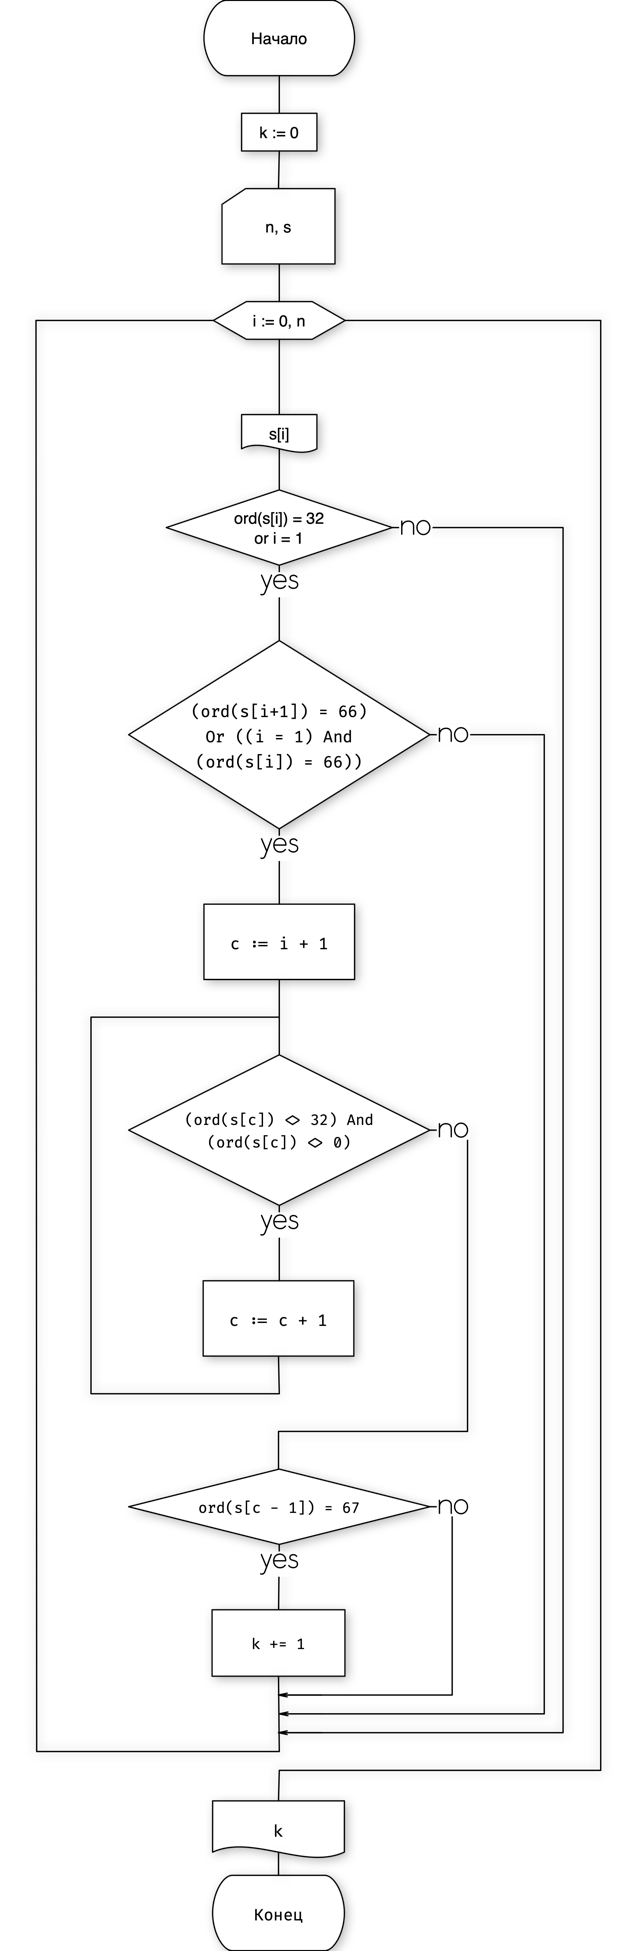 Начало
k := 0
n, s
i := 0, n
s[i]
ord(s[i]) = 32
or i = 1
no
yes
(ord(s[i+1]) = 66)
Or ((i = 1) And
(ord(s[i]) = 66))
no
yes
c := i + 1
(ord(s[c]) <> 32) And
(ord(s[c]) <> 0)
no
yes
c := c + 1
ord(s[c - 1]) = 67
no
yes
k += 1
k
Конец